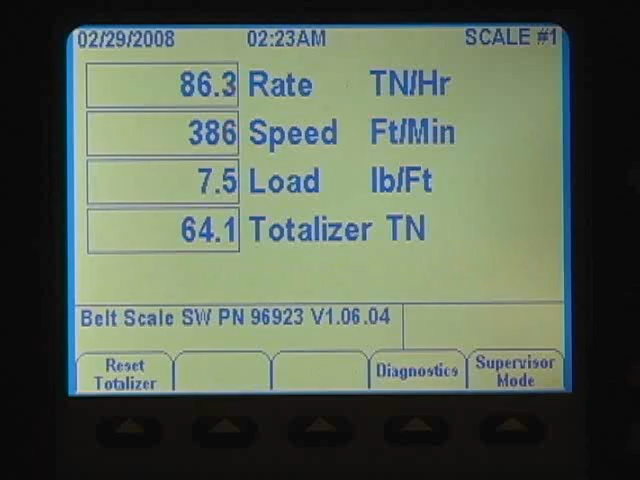 02/29/2008 02:23AM SCALE #1
86.3 Rate TN/Hr
386 Speed Ft/Min
7.5 Load lb/Ft
64.1 Totalizer TN
Belt Scale SW PN 96923 V1.06.04
Reset Totalizer
Diagnostics
Supervisor Mode